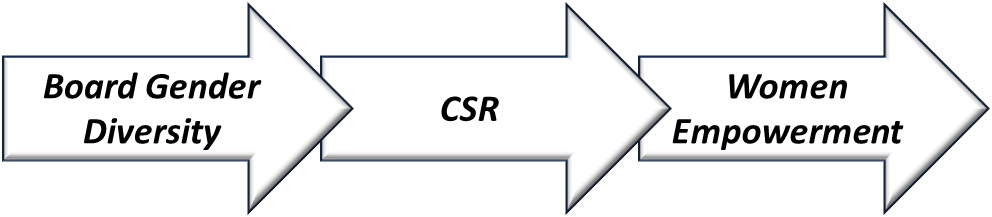 Board Gender
Diversity
CSR
Women
Empowerment